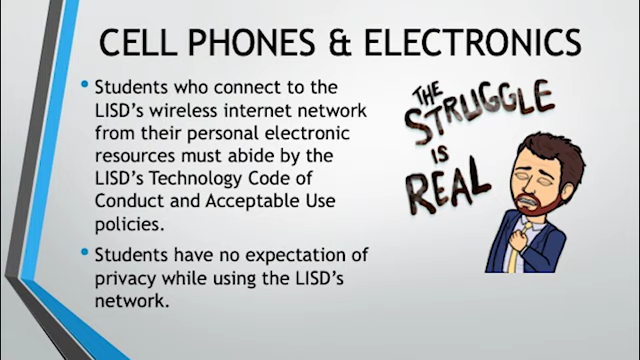 CELL PHONES & ELECTRONICS
• Students who connect to the
LISD’s wireless internet network
from their personal electronic
resources must abide by the
LISD’s Technology Code of
Conduct and Acceptable Use
policies.
• Students have no expectation of
privacy while using the LISD’s
network.
THE
STRUGGLE
IS
REAL